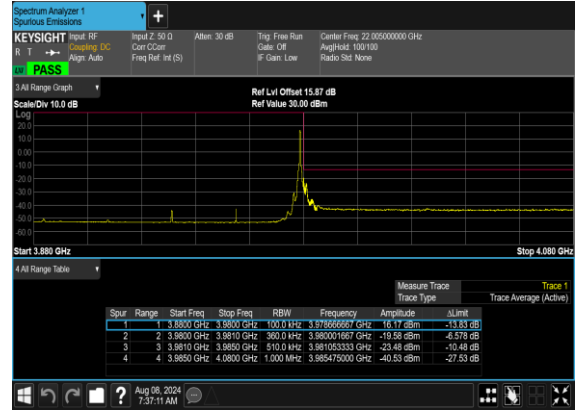 Spectrum Analyzer 1
Spurious Emissions
+
KEYSIGHT Input: RF Input Z: 50 Ω Atten: 30 dB Trig: Free Run Center Freq: 22.005000000 GHz
R T Coupling: DC Corr CCorr Gate: Off Avg|Hold: 100/100
Align: Auto Freq Ref: Int (S) IF Gain: Low Radio Std: None
PASS
3 All Range Graph
Ref Lvl Offset 15.87 dB
Scale/Div 10.0 dB Ref Value 30.00 dBm
Log
20.0
10.0
0.00
-10.0
-20.0
-30.0
-40.0
-50.0
-60.0
Start 3.880 GHz Stop 4.080 GHz
4 All Range Table
Measure Trace Trace 1
Trace Type Trace Average (Active)
Spur Range Start Freq Stop Freq RBW Frequency Amplitude ΔLimit
1 1 3.8800 GHz 3.9800 GHz 100.0 kHz 3.978666667 GHz 16.17 dBm -13.83 dB
2 2 3.9800 GHz 3.9810 GHz 360.0 kHz 3.980001667 GHz -19.58 dBm -6.578 dB
3 3 3.9810 GHz 3.9850 GHz 510.0 kHz 3.981053333 GHz -23.48 dBm -10.48 dB
4 4 3.9850 GHz 4.0800 GHz 1.000 MHz 3.985475000 GHz -40.53 dBm -27.53 dB
? Aug 08, 2024
7:37:11 AM